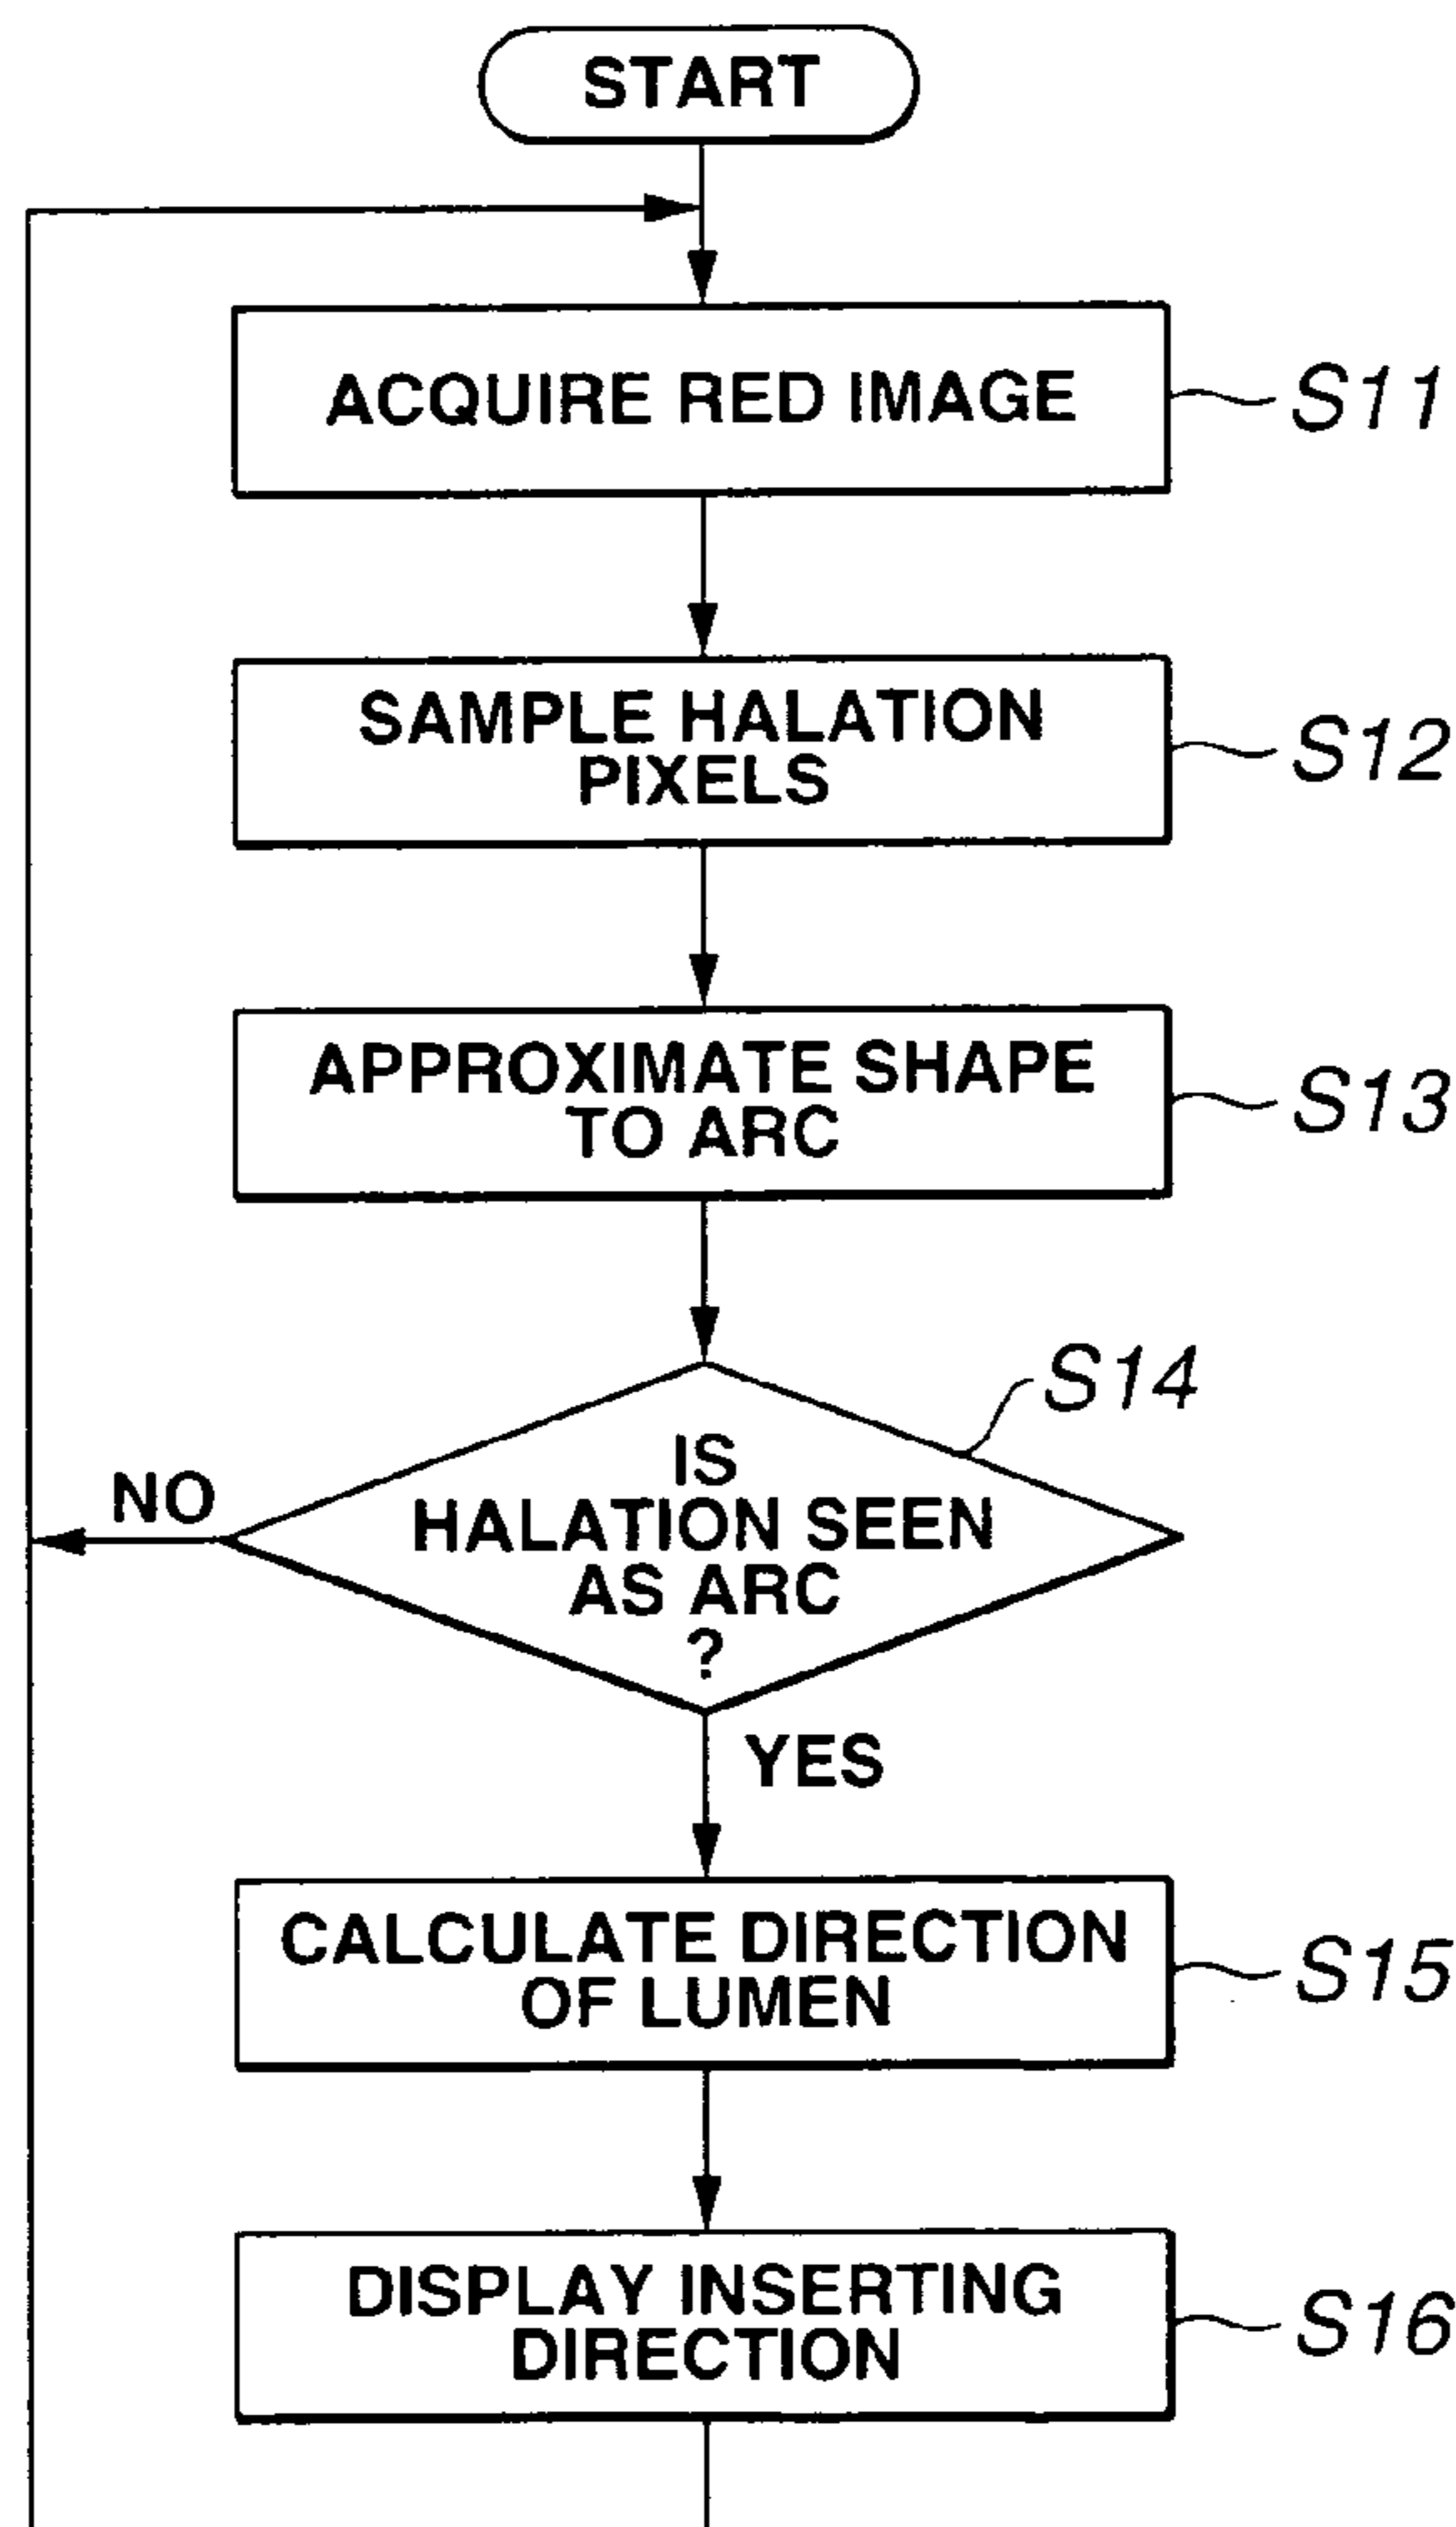 START
ACQUIRE RED IMAGE
S11
SAMPLE HALATION
PIXELS
S12
APPROXIMATE SHAPE
TO ARC
S13
S14
IS
HALATION SEEN
AS ARC
?
NO
YES
CALCULATE DIRECTION
OF LUMEN
S15
DISPLAY INSERTING
DIRECTION
S16